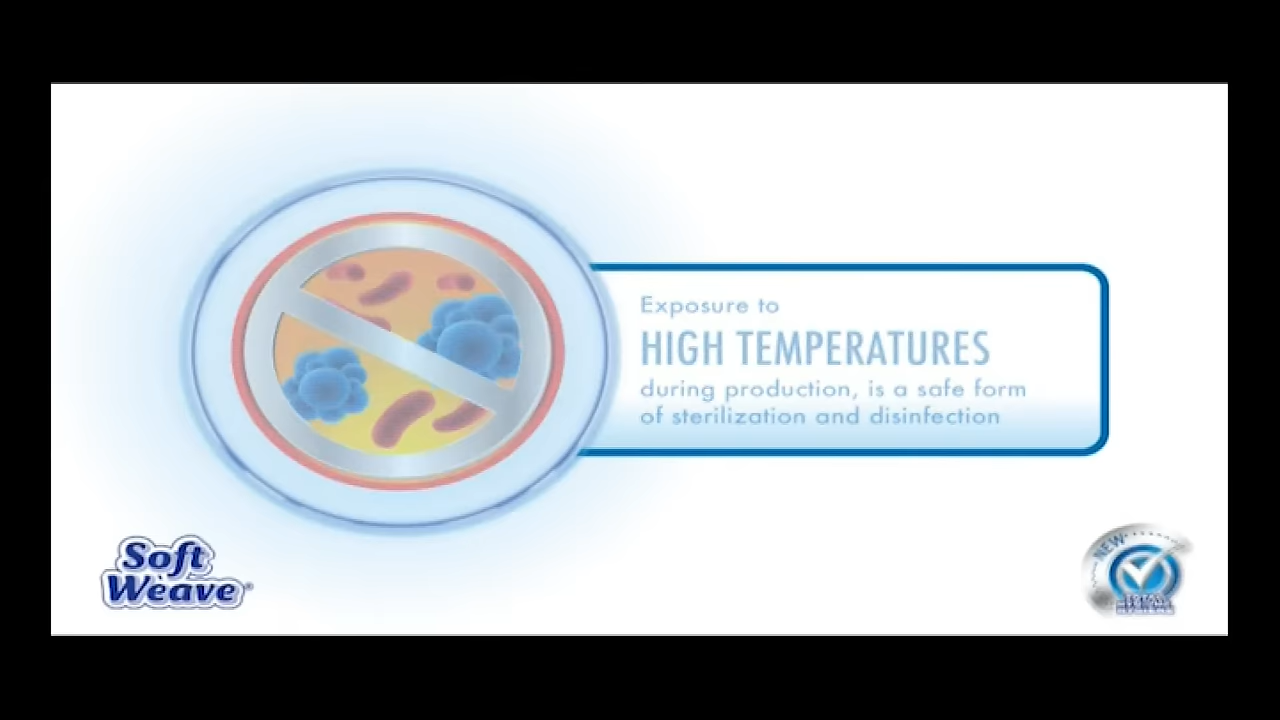 Exposure to
HIGH TEMPERATURES
during production, is a safe form
of sterilization and disinfection
Soft
Weave®
NEW